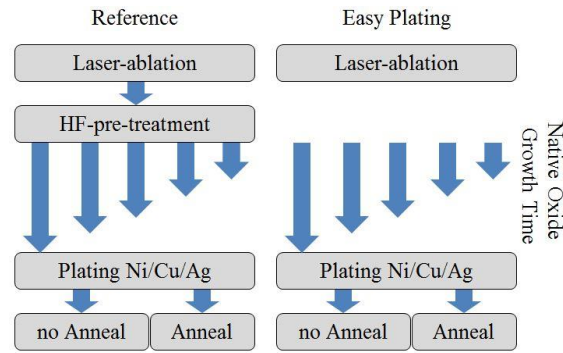 Reference
Easy Plating
Laser-ablation
Laser-ablation
HF-pre-treatment
Native Oxide
Growth Time
Plating Ni/Cu/Ag
Plating Ni/Cu/Ag
no Anneal
Anneal
no Anneal
Anneal